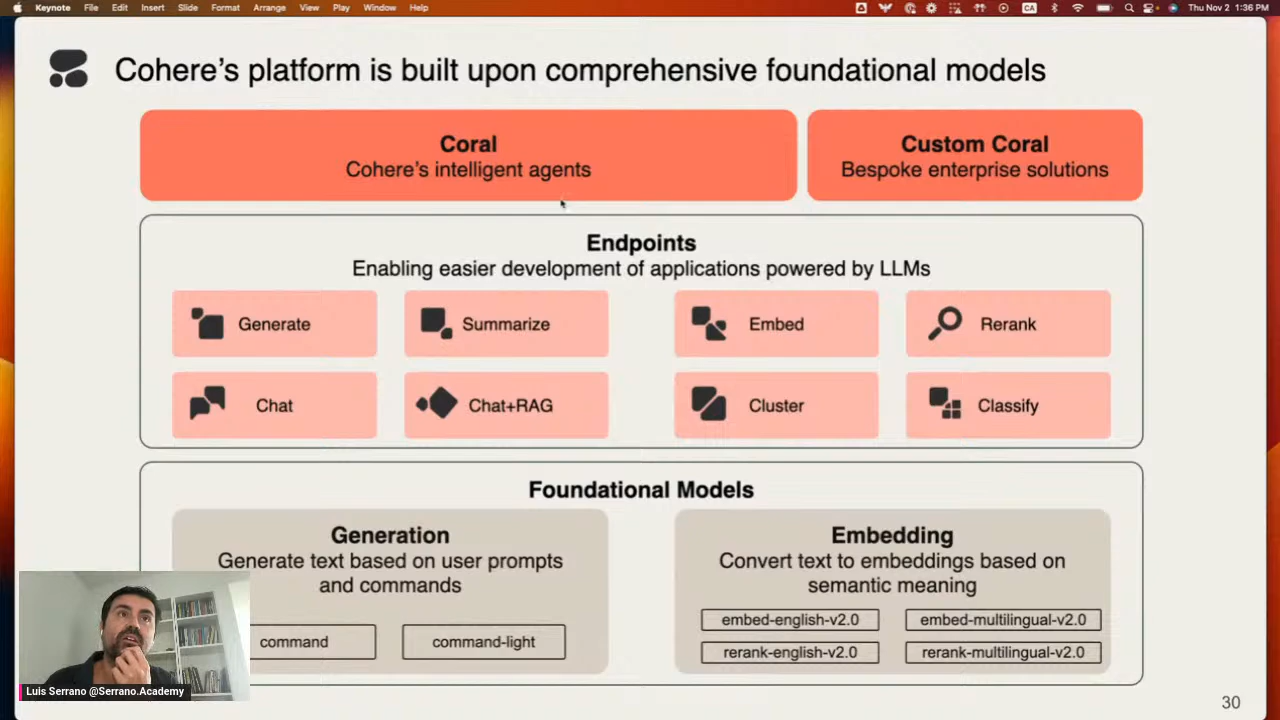 Keynote File Edit Insert Slide Format Arrange View Play Window Help CA Thu Nov 2 1:36 PM
Cohere's platform is built upon comprehensive foundational models
Coral
Cohere's intelligent agents
Custom Coral
Bespoke enterprise solutions
Endpoints
Enabling easier development of applications powered by LLMs
Generate
Summarize
Embed
Rerank
Chat
Chat+RAG
Cluster
Classify
Foundational Models
Generation
Generate text based on user prompts
and commands
command
command-light
Embedding
Convert text to embeddings based on
semantic meaning
embed-english-v2.0
embed-multilingual-v2.0
rerank-english-v2.0
rerank-multilingual-v2.0
Luis Serrano @Serrano.Academy
30